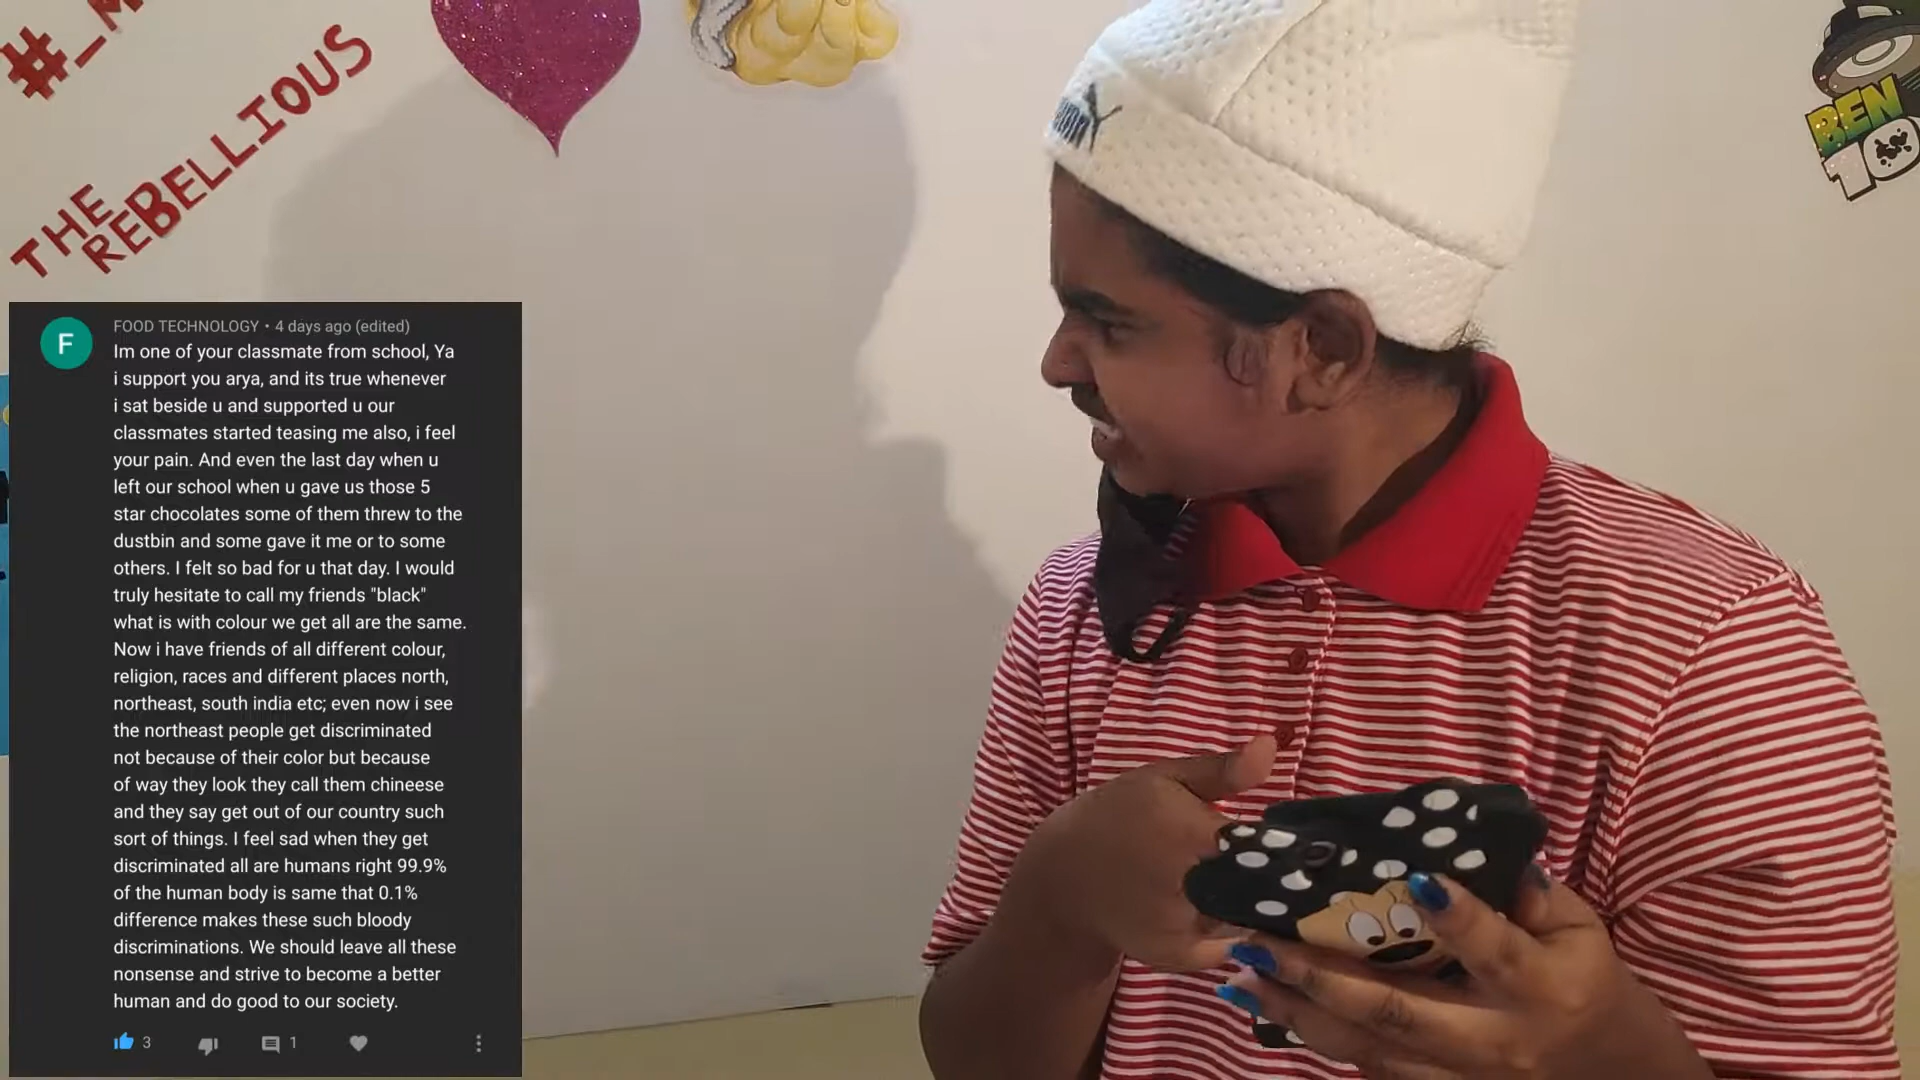 #_M
THE
REBELLIOUS
PUMA
BEN
10
F
FOOD TECHNOLOGY • 4 days ago (edited)
Im one of your classmate from school, Ya
i support you arya, and its true whenever
i sat beside u and supported u our
classmates started teasing me also, i feel
your pain. And even the last day when u
left our school when u gave us those 5
star chocolates some of them threw to the
dustbin and some gave it me or to some
others. I felt so bad for u that day. I would
truly hesitate to call my friends "black"
what is with colour we get all are the same.
Now i have friends of all different colour,
religion, races and different places north,
northeast, south india etc; even now i see
the northeast people get discriminated
not because of their color but because
of way they look they call them chineese
and they say get out of our country such
sort of things. I feel sad when they get
discriminated all are humans right 99.9%
of the human body is same that 0.1%
difference makes these such bloody
discriminations. We should leave all these
nonsense and strive to become a better
human and do good to our society.
3
1